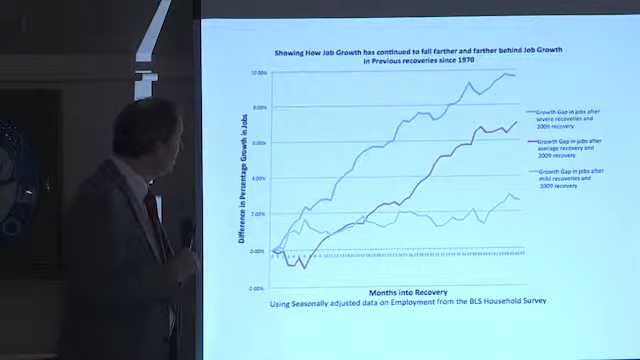 Showing How Job Growth has continued to fall farther and farther behind Job Growth
in Previous recoveries since 1970
10.00%
8.00%
6.00%
4.00%
2.00%
0.00%
-2.00%
Difference in Percentage Growth in Jobs
Growth Gap in jobs after
severe recoveries and
2009 recovery
Growth Gap in jobs after
average recovery and
2009 recovery
Growth Gap in jobs after
mild recoveries and
2009 recovery
Months into Recovery
Using Seasonally adjusted data on Employment from the BLS Household Survey